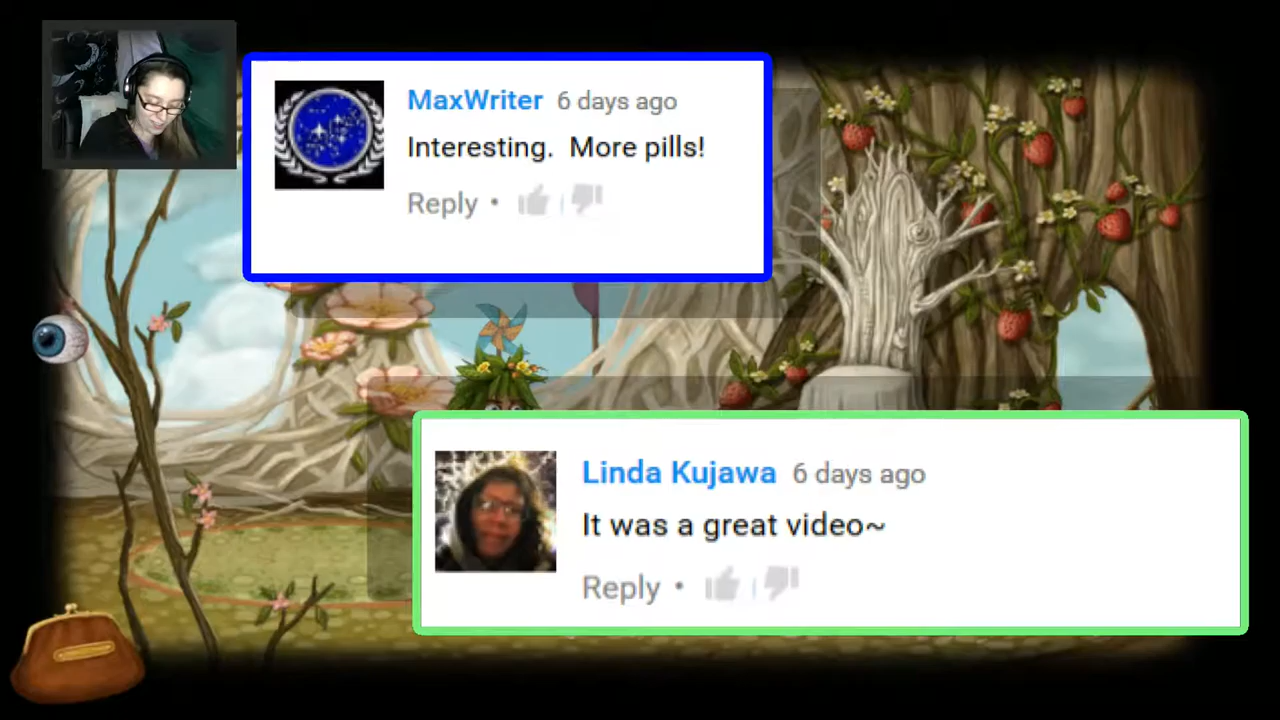 MaxWriter 6 days ago
Interesting.  More pills!
Reply •
Linda Kujawa 6 days ago
It was a great video~
Reply •